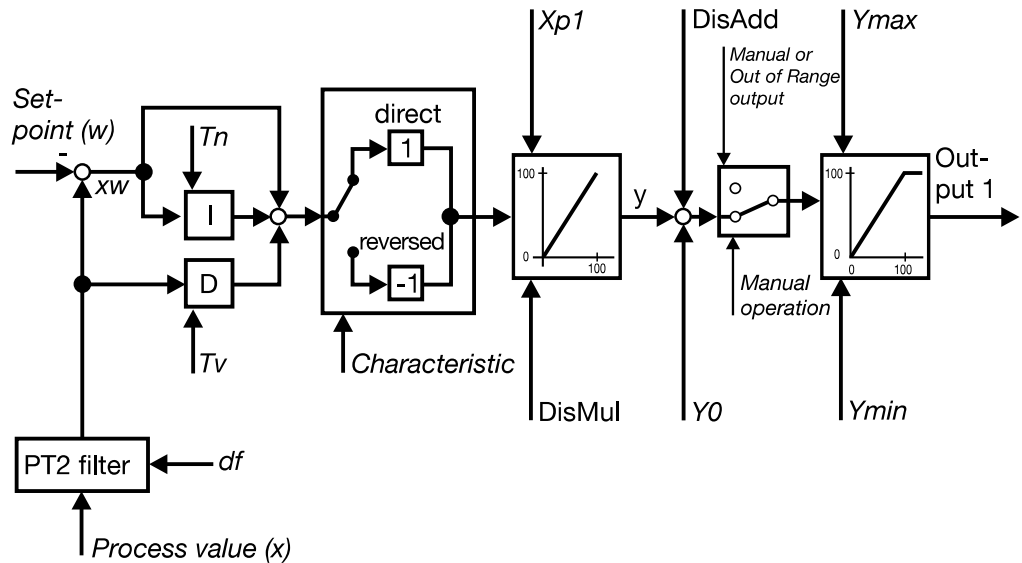 Xp1
DisAdd
Ymax
Manual or
Out of Range
output
Set-
point (w)
-
xw
Tn
direct
1
I
100
0
100
y
100
0
0
100
Out-
put 1
reversed
-1
D
Tv
Characteristic
Manual
operation
DisMul
Y0
Ymin
PT2 filter
df
Process value (x)